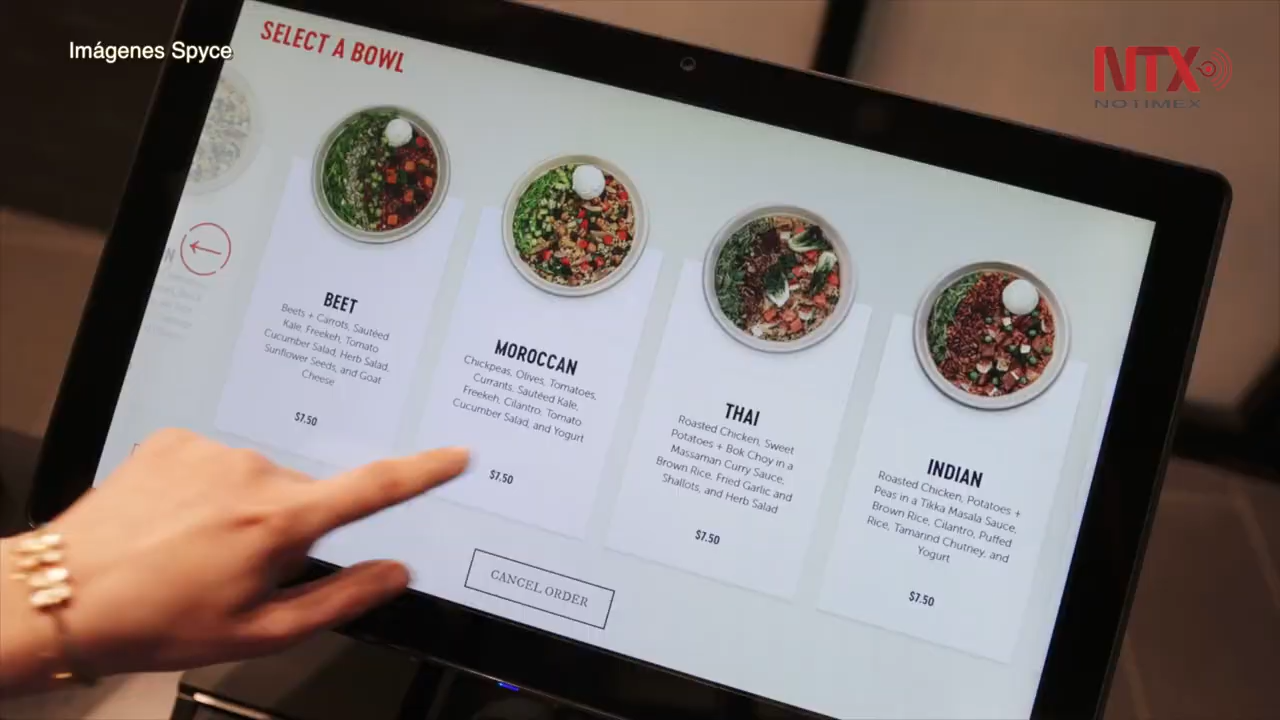 Imágenes Spyce
NTX
NOTIMEX
SELECT A BOWL
BEET
Beets + Carrots, Sautéed
Kale, Freekeh, Tomato
Cucumber Salad, Herb Salad,
Sunflower Seeds, and Goat
Cheese
$7.50
MOROCCAN
Chickpeas, Olives, Tomatoes,
Currants, Sautéed Kale,
Freekeh, Cilantro, Tomato
Cucumber Salad, and Yogurt
$7.50
THAI
Roasted Chicken, Sweet
Potatoes + Bok Choy in a
Massaman Curry Sauce,
Brown Rice, Fried Garlic and
Shallots, and Herb Salad
$7.50
INDIAN
Roasted Chicken, Potatoes +
Peas in a Tikka Masala Sauce,
Brown Rice, Cilantro, Puffed
Rice, Tamarind Chutney, and
Yogurt
$7.50
CANCEL ORDER